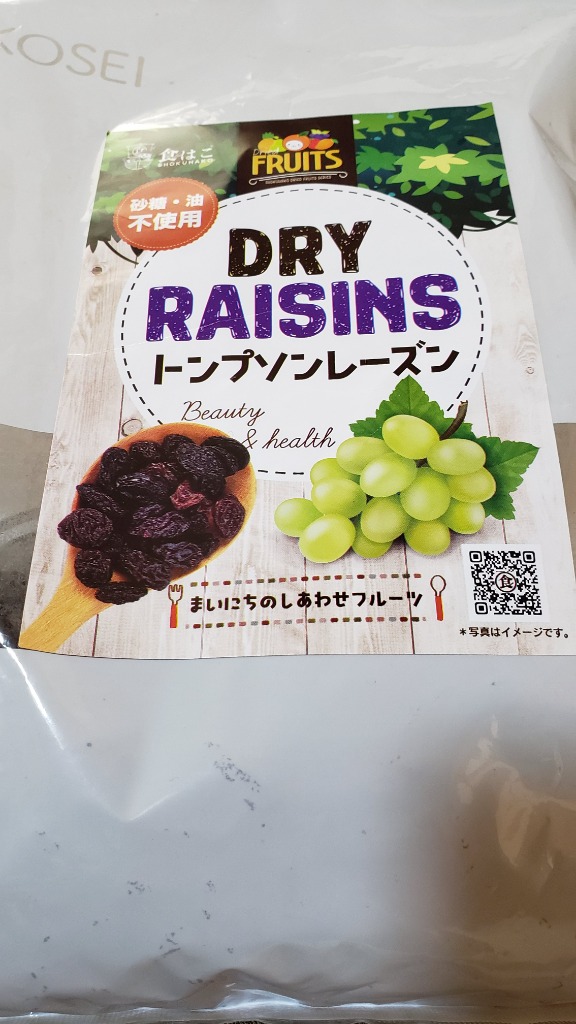 KOSEI
食はこ
SHOKUHAKO
FRUITS
砂糖・油
不使用
DRY
RAISINS
トンプソンレーズン
Beauty
& health
まいにちのしあわせフルーツ
食
＊写真はイメージです。